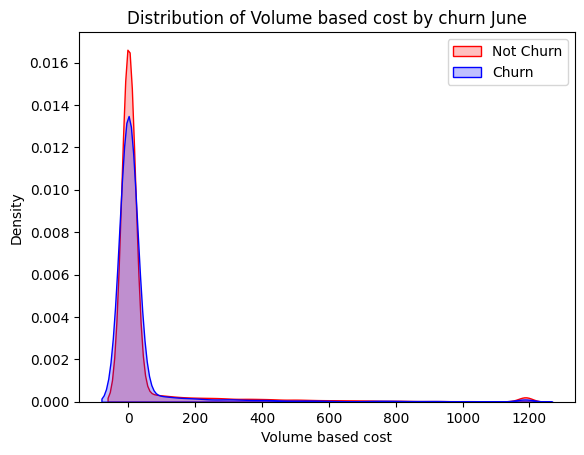 Distribution of Volume based cost by churn June
Not Churn
Churn
0.016
0.014
0.012
0.010
0.008
0.006
0.004
0.002
0.000
Density
0 200 400 600 800 1000 1200
Volume based cost